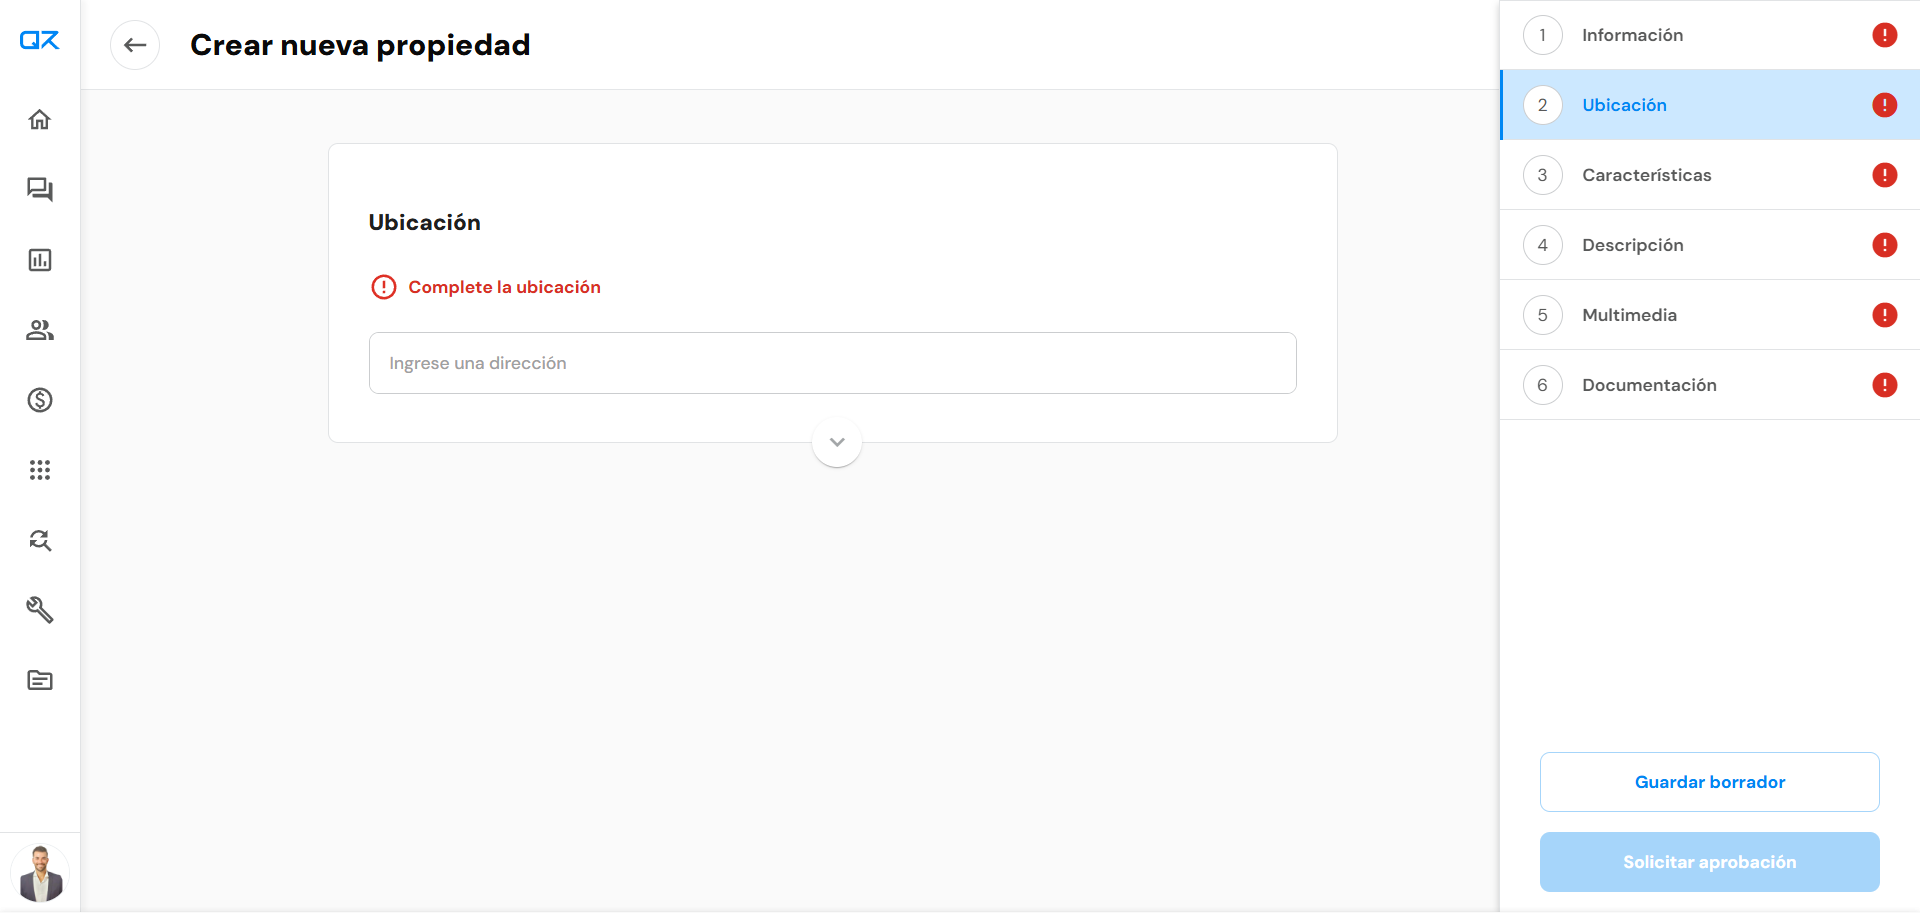 Crear nueva propiedad
Ubicación
Complete la ubicación
Ingrese una dirección
1 Información
2 Ubicación
3 Características
4 Descripción
5 Multimedia
6 Documentación
Guardar borrador
Solicitar aprobación